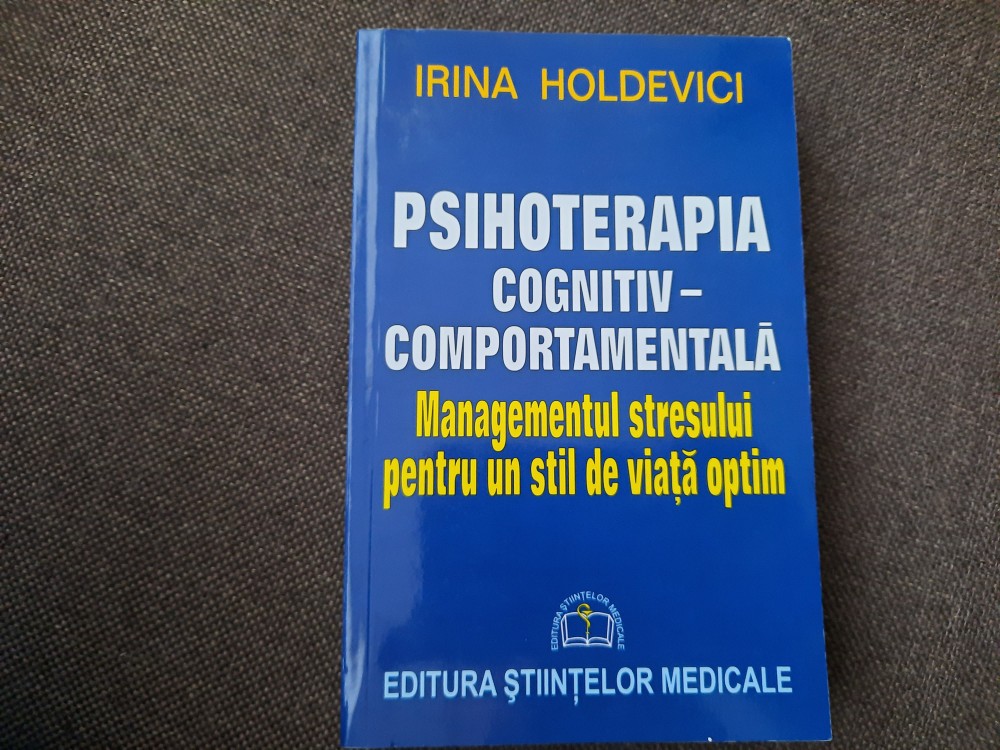 IRINA HOLDEVICI
PSIHOTERAPIA
COGNITIV –
COMPORTAMENTALĂ
Managementul stresului
pentru un stil de viață optim
EDITURA ȘTIINȚELOR MEDICALE
EDITURA ȘTIINȚELOR MEDICALE